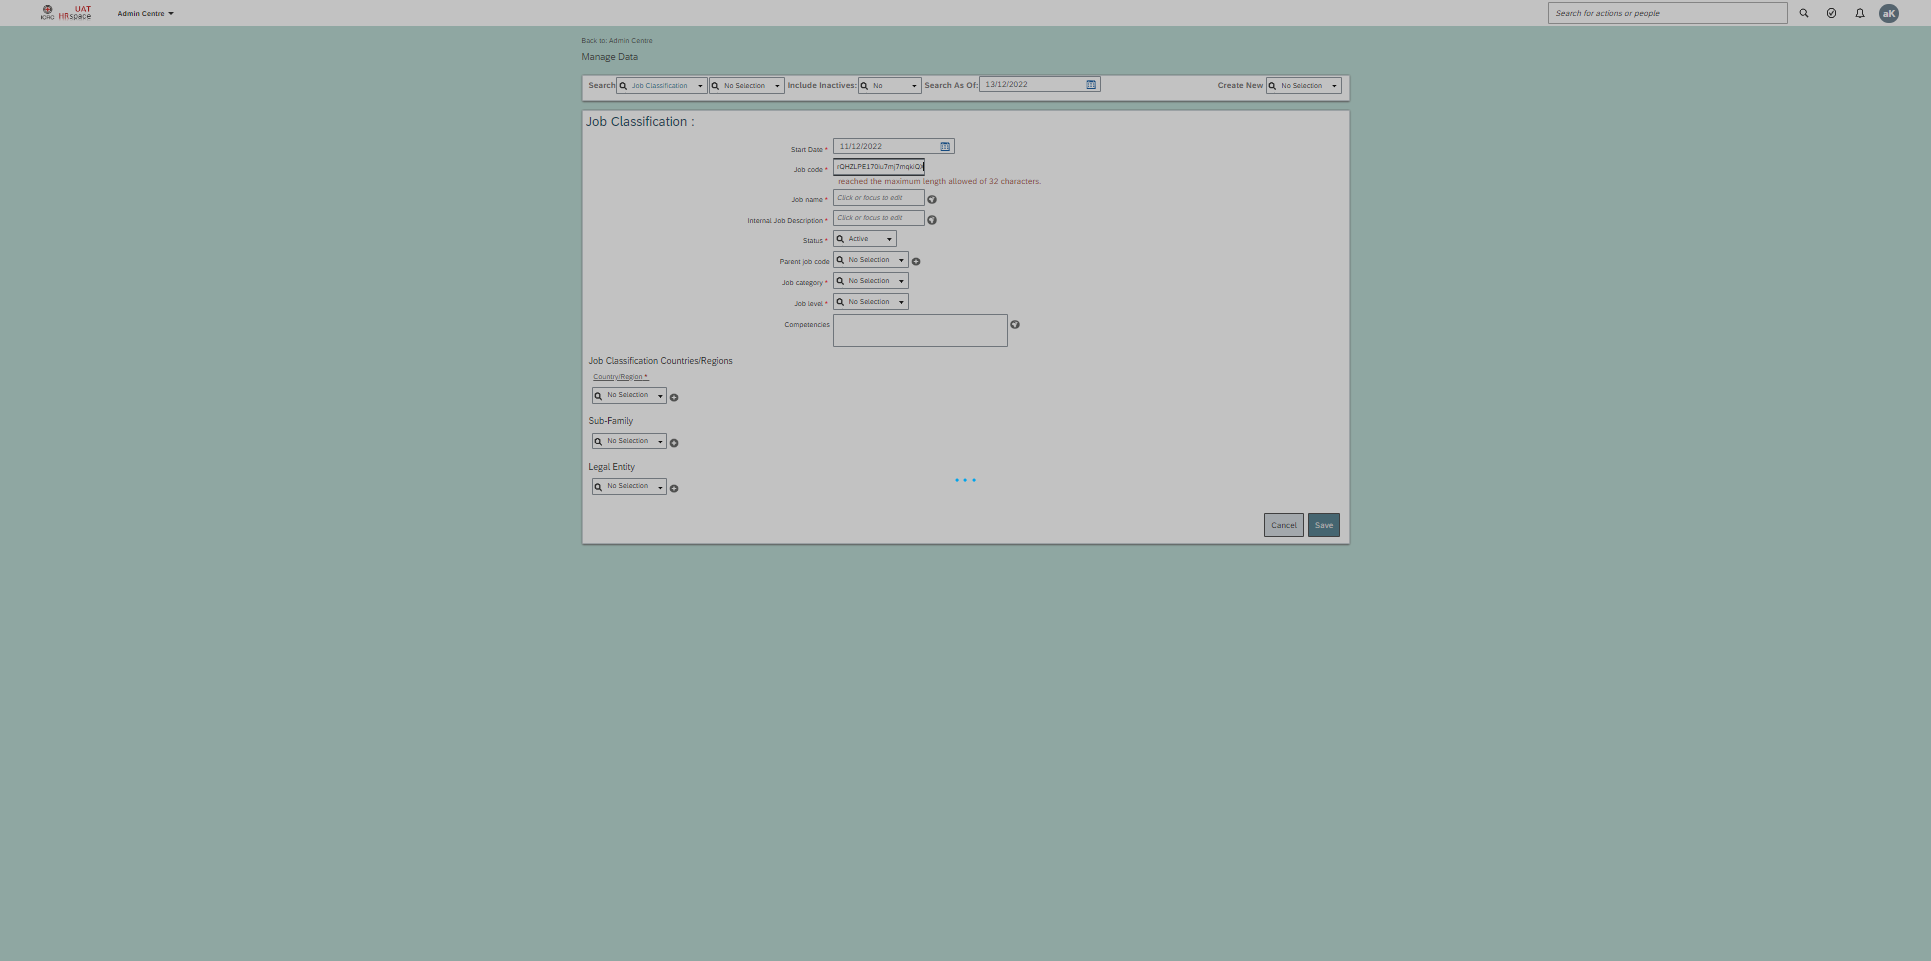 ICRC UAT HRspace Admin Centre Search for actions or people aK
Back to: Admin Centre
Manage Data
Search Job Classification No Selection Include Inactives: No Search As Of: 13/12/2022 Create New No Selection
Job Classification :
Start Date * 11/12/2022
Job code *
reached the maximum length allowed of 32 characters.
Job name * Click or focus to edit
Internal Job Description * Click or focus to edit
Status * Active
Parent job code No Selection
Job category * No Selection
Job level * No Selection
Competencies
Job Classification Countries/Regions
Country/Region *
No Selection
Sub-Family
No Selection
Legal Entity
No Selection
Cancel Save